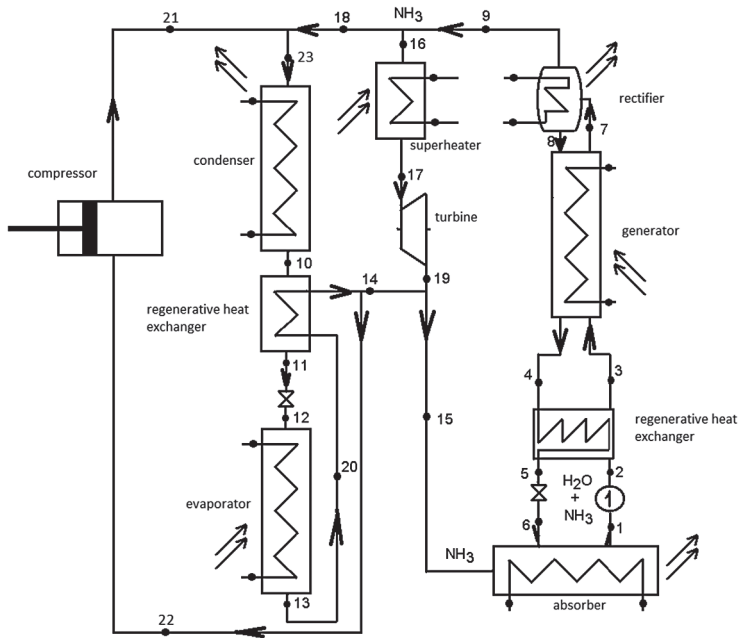 21
18
NH₃
9
16
23
rectifier
condenser
superheater
8
7
compressor
17
turbine
generator
10
14
19
regenerative heat
exchanger
11
4
3
12
15
regenerative heat
exchanger
20
5
2
H₂O
+
NH₃
evaporator
6
1
1
NH₃
13
absorber
22